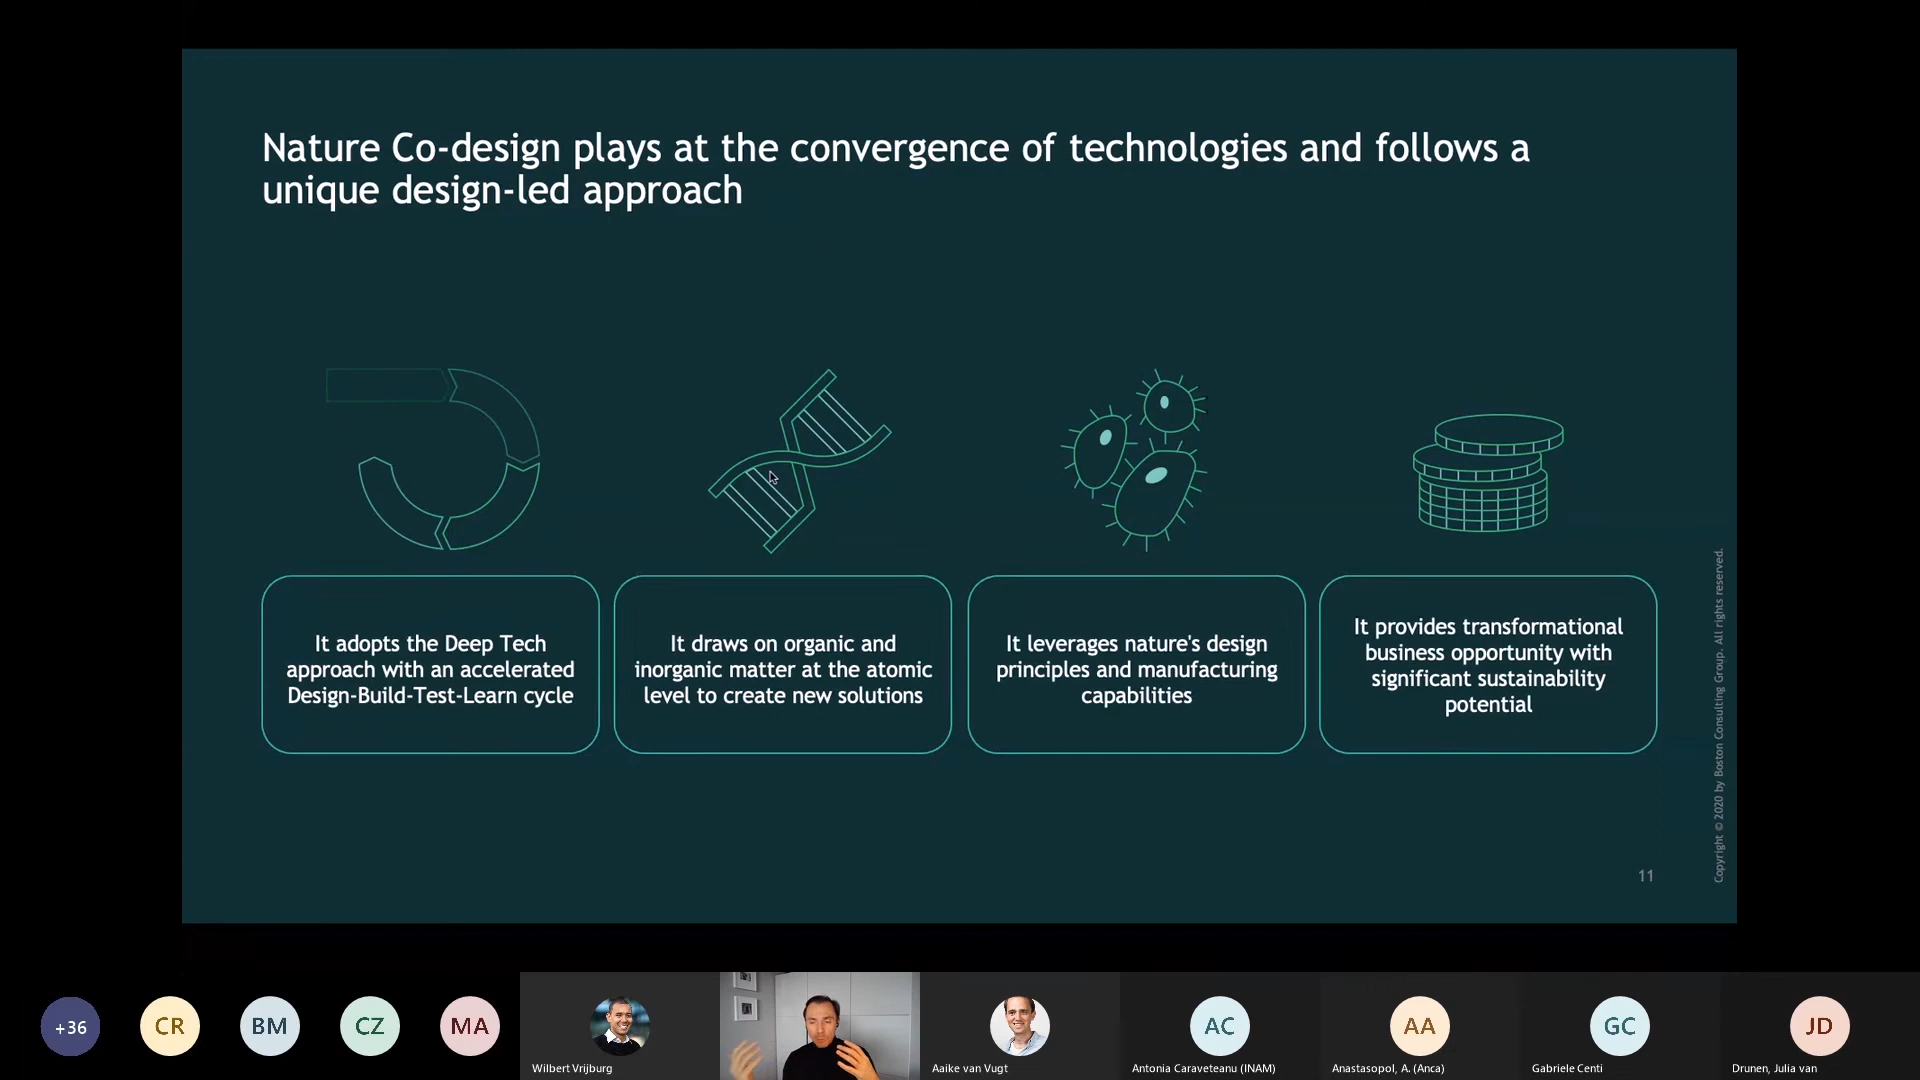 Nature Co-design plays at the convergence of technologies and follows a
unique design-led approach
It adopts the Deep Tech
approach with an accelerated
Design-Build-Test-Learn cycle
It draws on organic and
inorganic matter at the atomic
level to create new solutions
It leverages nature's design
principles and manufacturing
capabilities
It provides transformational
business opportunity with
significant sustainability
potential
Copyright © 2020 by Boston Consulting Group. All rights reserved.
11
+36
CR
BM
CZ
MA
Wilbert Vrijburg
Aaike van Vugt
AC
Antonia Caraveteanu (INAM)
AA
Anastasopol, A. (Anca)
GC
Gabriele Centi
JD
Drunen, Julia van